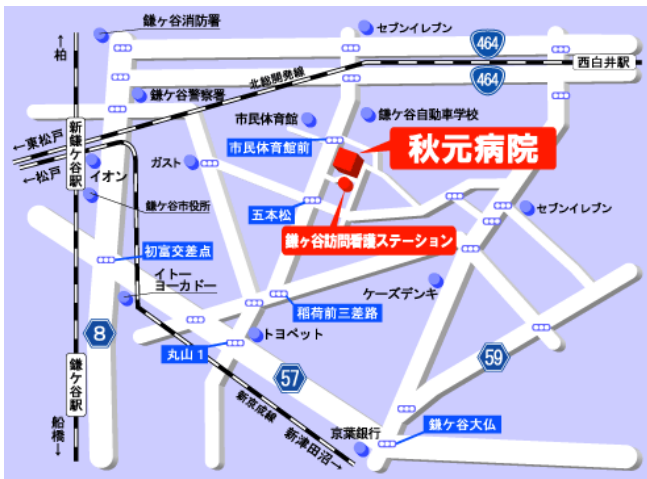 鎌ヶ谷消防署
↑柏
セブンイレブン
464
西白井駅
北総開発線
464
鎌ヶ谷警察署
市民体育館
鎌ケ谷自動車学校
新鎌ケ谷駅
←東松戸
←松戸
市民体育館前
秋元病院
イオン
ガスト
鎌ヶ谷市役所
五本松
セブンイレブン
鎌ヶ谷訪問看護ステーション
初富交差点
イトー
ヨーカドー
ケーズデンキ
稲荷前三差路
8
トヨペット
丸山1
57
59
鎌ケ谷駅
新京成線
新津田沼→
京葉銀行
鎌ケ谷大仏
船橋↓